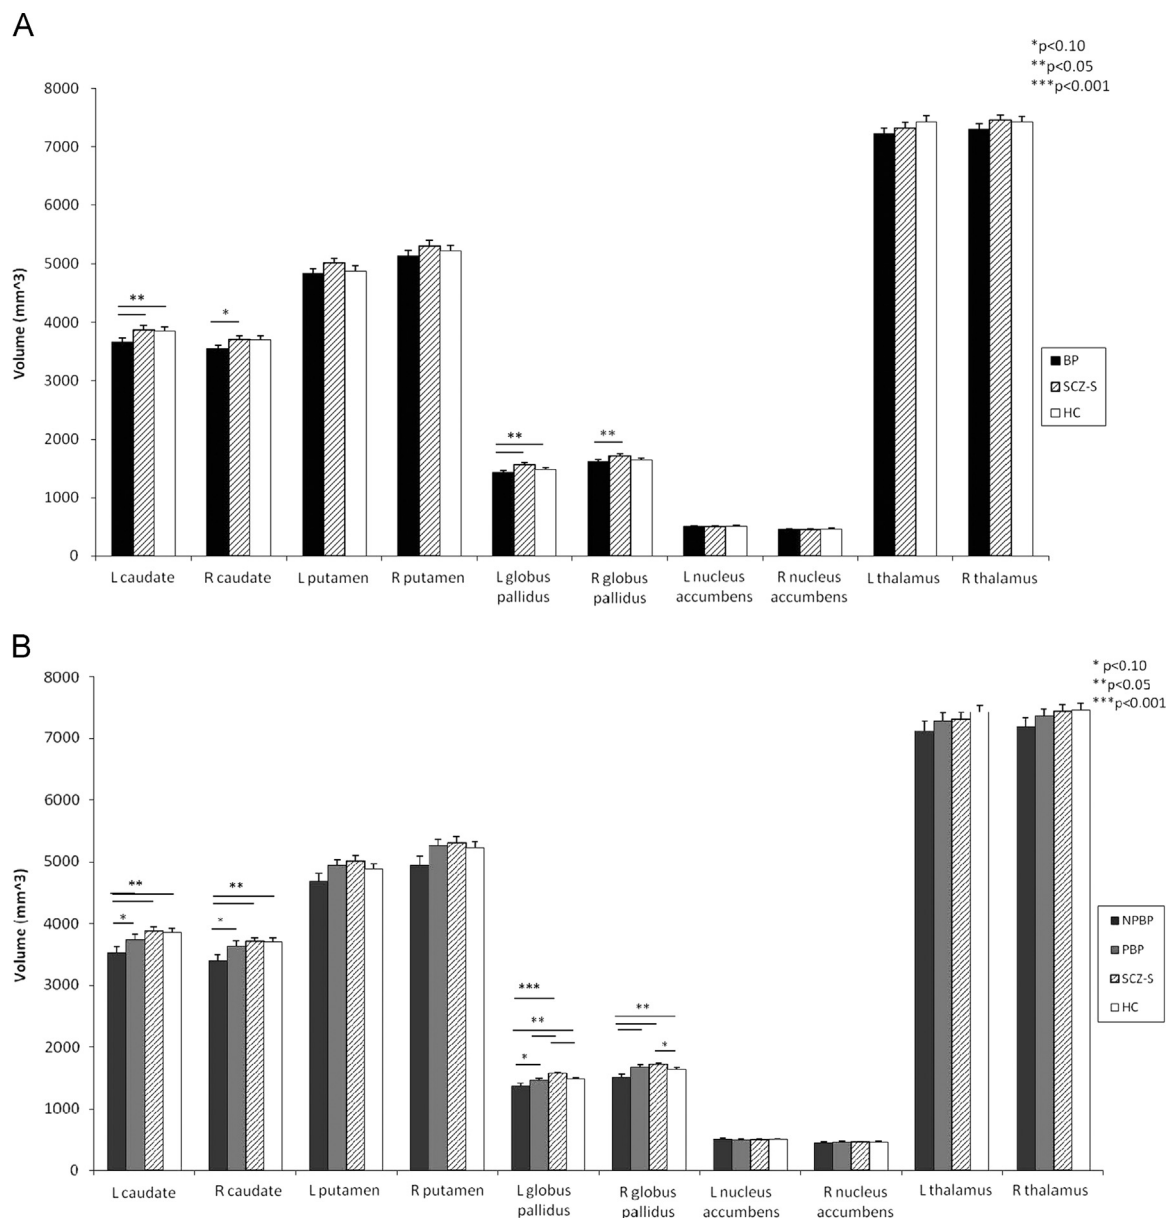 A
*p<0.10
**p<0.05
***p<0.001
8000
7000
6000
5000
4000
3000
2000
1000
0
Volume (mm^3)
**
*
**
**
BP
SCZ-S
HC
L caudate R caudate L putamen R putamen L globus pallidus R globus pallidus L nucleus accumbens R nucleus accumbens L thalamus R thalamus
B
* p<0.10
**p<0.05
***p<0.001
8000
7000
6000
5000
4000
3000
2000
1000
0
Volume (mm^3)
**
*
**
*
***
**
*
**
*
NPBP
PBP
SCZ-S
HC
L caudate R caudate L putamen R putamen L globus pallidus R globus pallidus L nucleus accumbens R nucleus accumbens L thalamus R thalamus